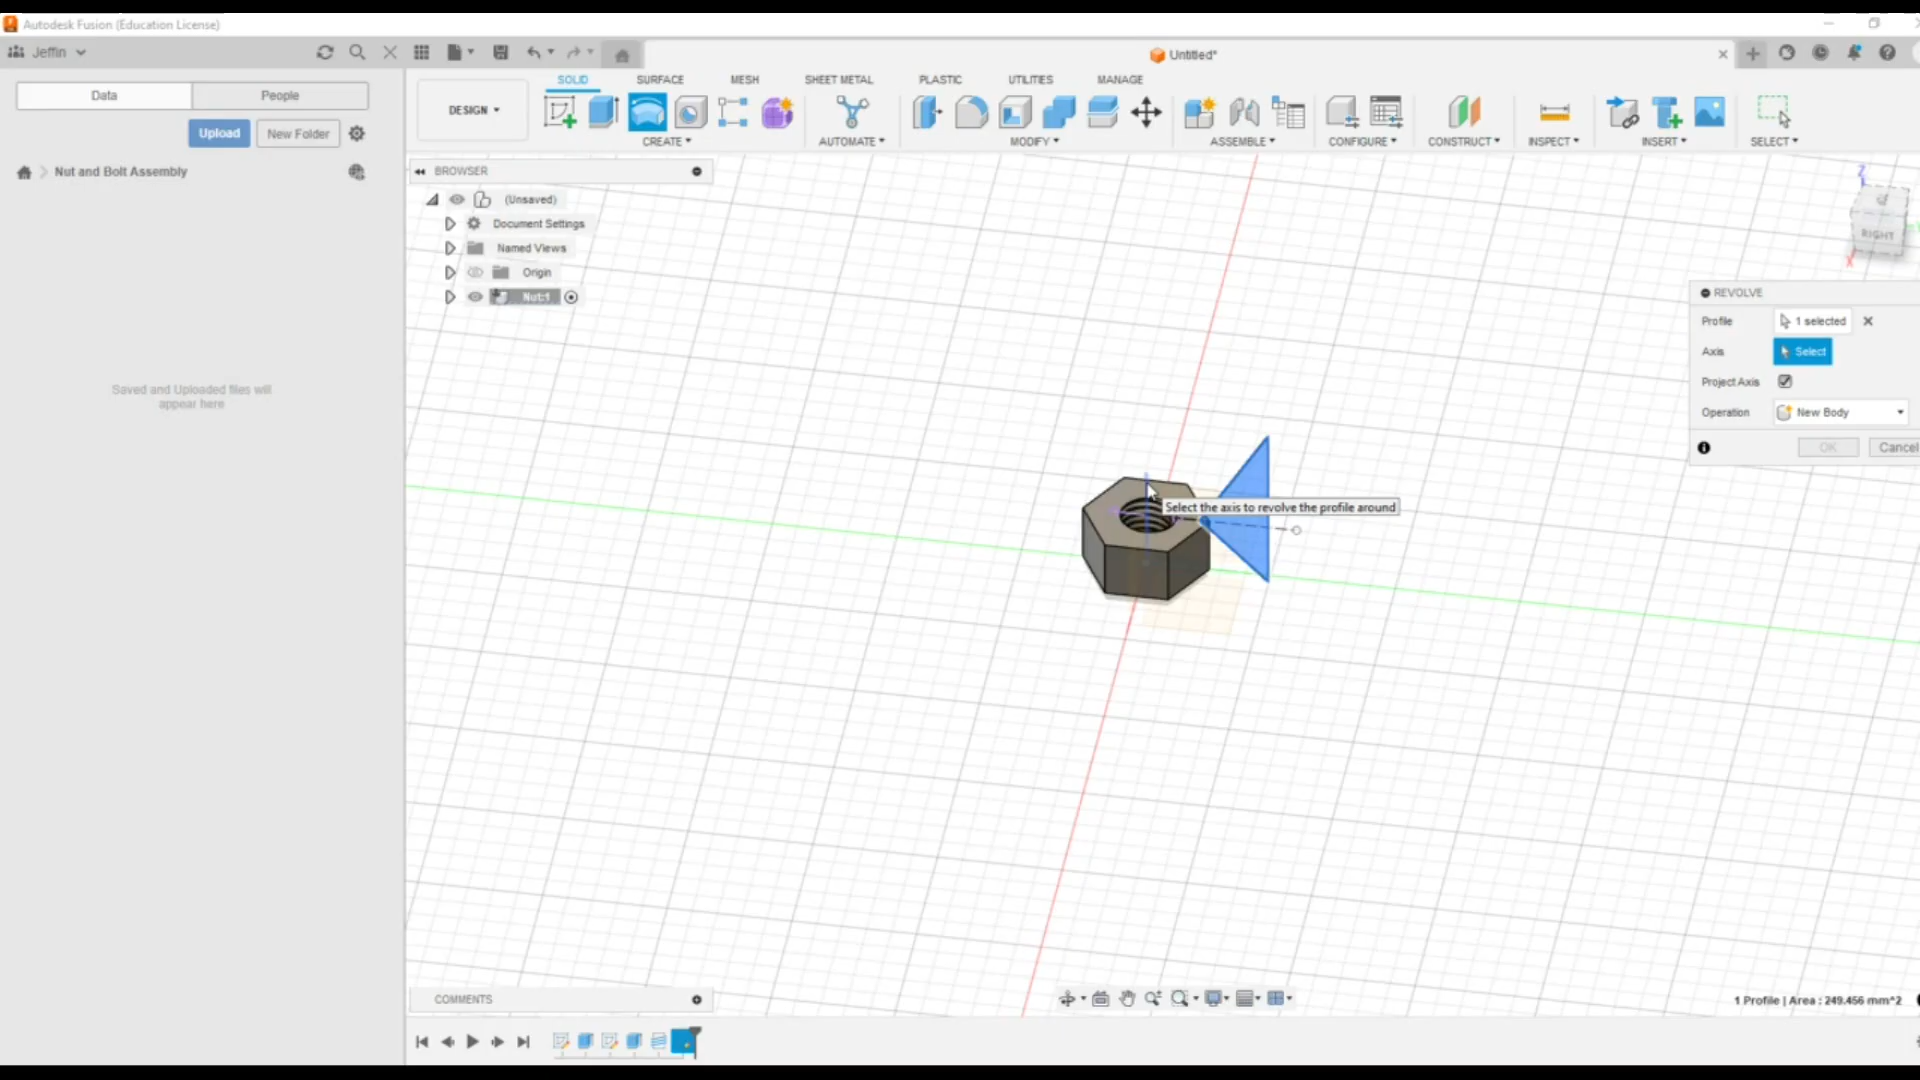 Autodesk Fusion (Education License)
Jeffin
Untitled*
Data
People
Upload
New Folder
Nut and Bolt Assembly
Saved and Uploaded files will
appear here
DESIGN
SOLID
SURFACE
MESH
SHEET METAL
PLASTIC
UTILITIES
MANAGE
CREATE
AUTOMATE
MODIFY
ASSEMBLE
CONFIGURE
CONSTRUCT
INSPECT
INSERT
SELECT
BROWSER
(Unsaved)
Document Settings
Named Views
Origin
Nut:1
Z
RIGHT
X
REVOLVE
Profile
1 selected
Axis
Select
Project Axis
Operation
New Body
OK
Cancel
Select the axis to revolve the profile around
COMMENTS
1 Profile | Area : 249.456 mm^2